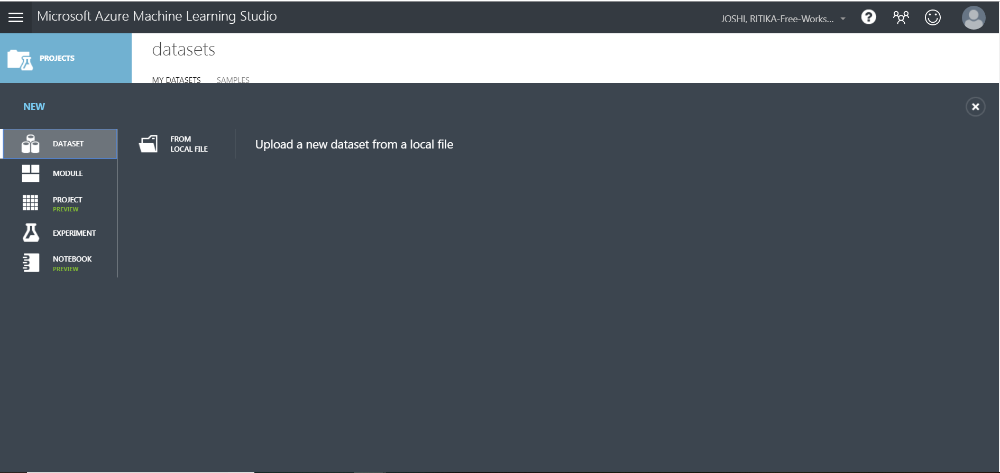 Microsoft Azure Machine Learning Studio
JOSHI, RITIKA-Free-Works...
PROJECTS
datasets
MY DATASETS SAMPLES
NEW
DATASET
FROM
LOCAL FILE
Upload a new dataset from a local file
MODULE
PROJECT
PREVIEW
EXPERIMENT
NOTEBOOK
PREVIEW